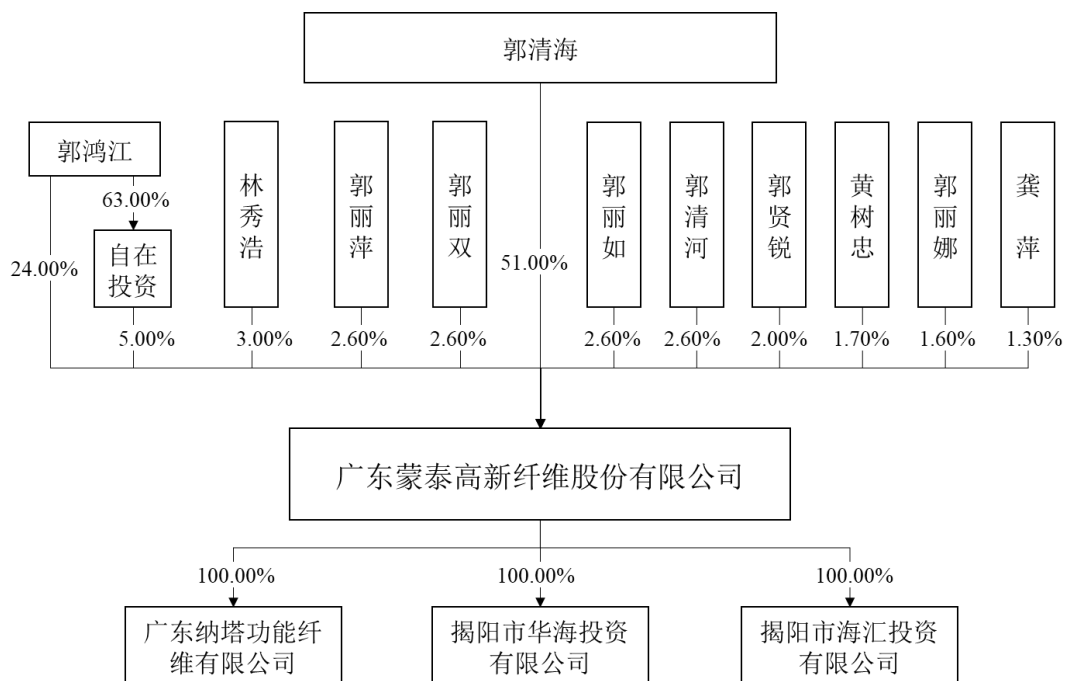 郭清海
郭鸿江
63.00%
自在
投资
24.00%
5.00%
林秀浩
3.00%
郭丽萍
2.60%
郭丽双
2.60%
51.00%
郭丽如
2.60%
郭清河
2.60%
郭贤锐
2.00%
黄树忠
1.70%
郭丽娜
1.60%
龚萍
1.30%
广东蒙泰高新纤维股份有限公司
100.00%
100.00%
100.00%
广东纳塔功能纤
维有限公司
揭阳市华海投资
有限公司
揭阳市海汇投资
有限公司